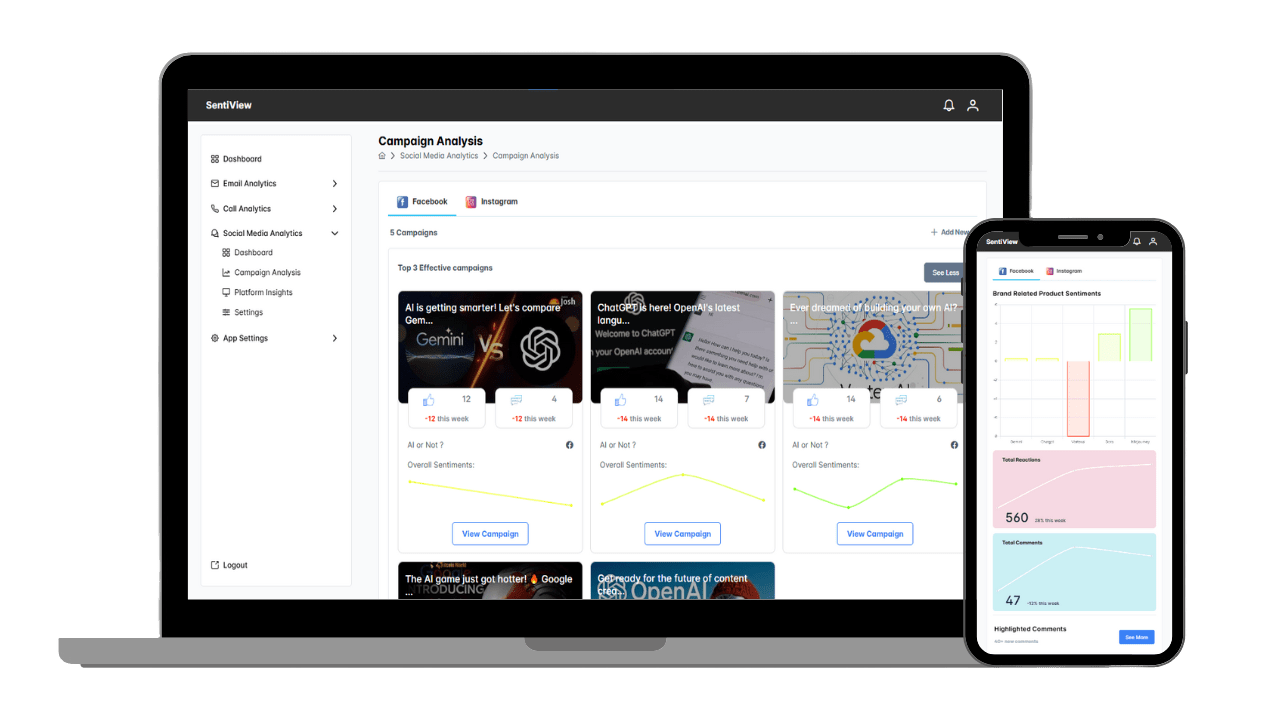 SentiView
Dashboard
Email Analytics
Call Analytics
Social Media Analytics
Dashboard
Campaign Analysis
Platform Insights
Settings
App Settings
Logout
Campaign Analysis
Social Media Analytics
Campaign Analysis
Facebook
Instagram
5 Campaigns
+ Add New
Top 3 Effective campaigns
See Less
AI is getting smarter! Let's compare
Gem...
Josh
Gemini
VS
12
4
-12 this week
-12 this week
AI or Not ?
Overall Sentiments:
View Campaign
ChatGPT is here! OpenAI's latest
langu...
Welcome to ChatGPT
your OpenAI account
14
7
-14 this week
-14 this week
AI or Not ?
Overall Sentiments:
View Campaign
Ever dreamed of building your own AI?
...
14
6
-14 this week
-14 this week
AI or Not ?
Overall Sentiments:
View Campaign
The AI game just got hotter! 🔥 Google
...
Get ready for the future of content
crea...
OpenAI
SentiView
Facebook
Instagram
Brand Related Product Sentiments
Total Reactions
560
28% this week
Total Comments
47
-12% this week
Highlighted Comments
See More